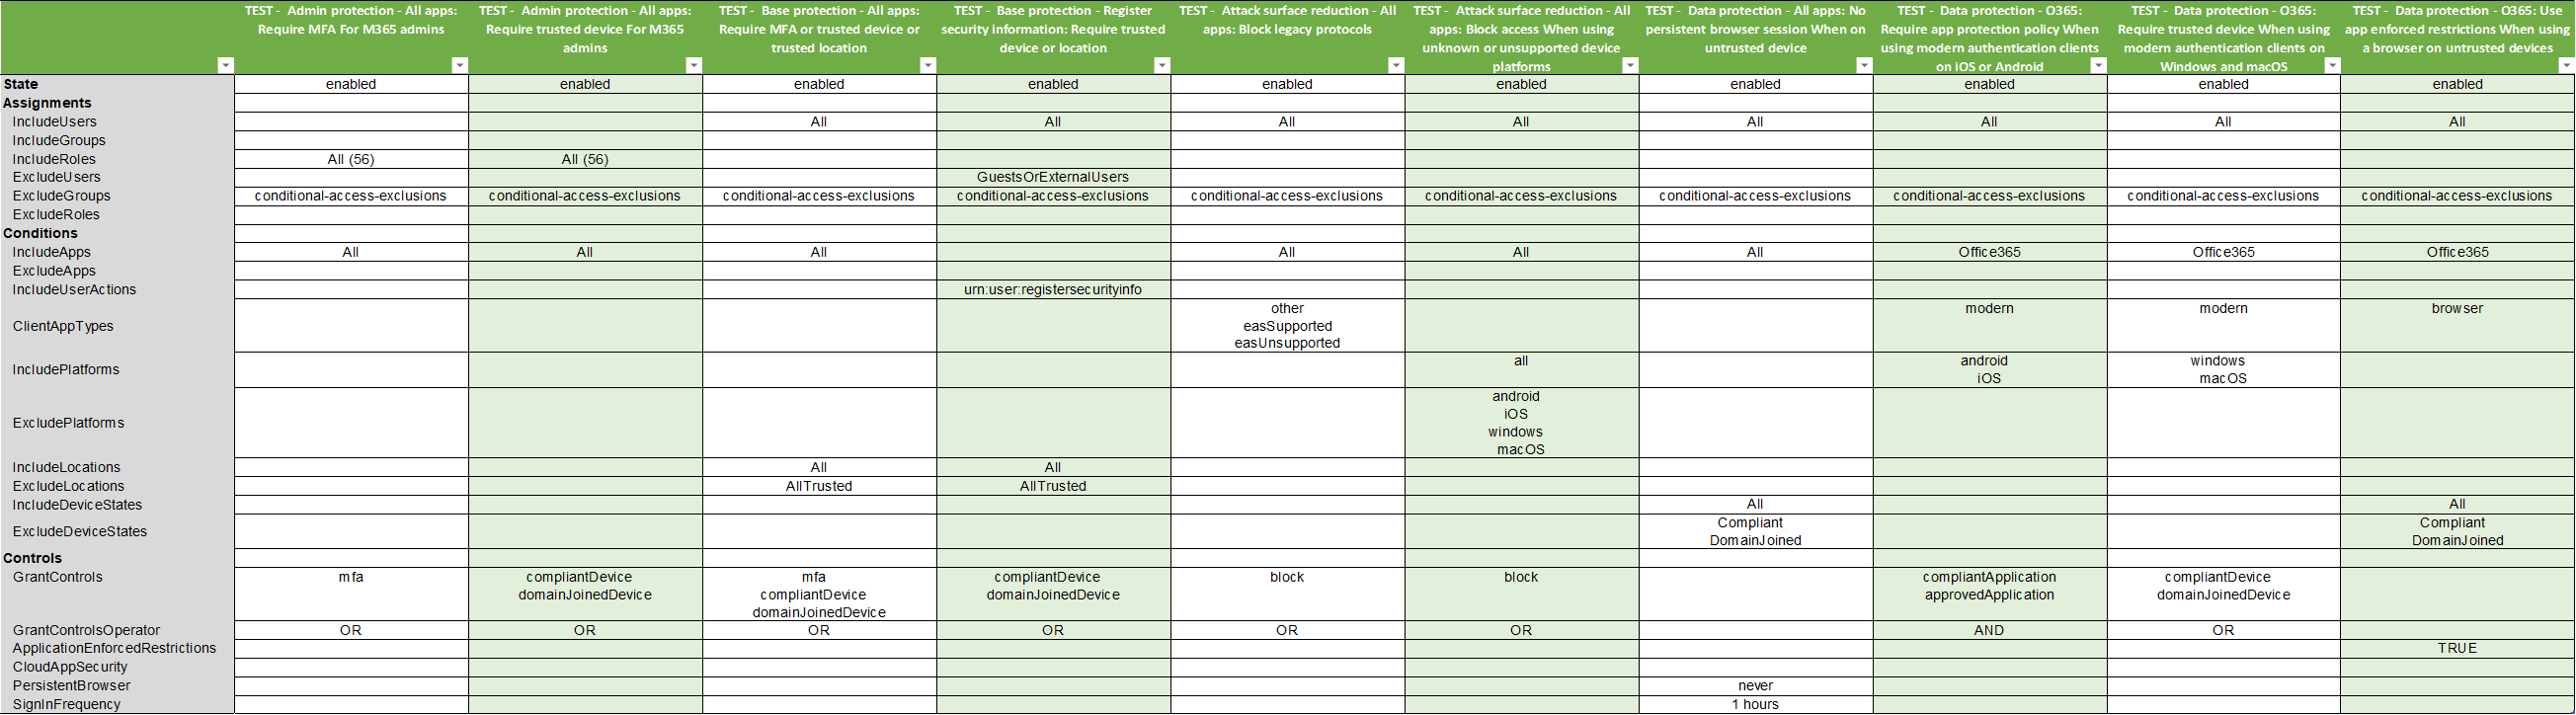 TEST - Admin protection - All apps: Require MFA For M365 admins
TEST - Admin protection - All apps: Require trusted device For M365 admins
TEST - Base protection - All apps: Require MFA or trusted device or trusted location
TEST - Base protection - Register security information: Require trusted device or location
TEST - Attack surface reduction - All apps: Block legacy protocols
TEST - Attack surface reduction - All apps: Block access When using unknown or unsupported device platforms
TEST - Data protection - All apps: No persistent browser session When on untrusted device
TEST - Data protection - O365: Require app protection policy When using modern authentication clients on iOS or Android
TEST - Data protection - O365: Require trusted device When using modern authentication clients on Windows and macOS
TEST - Data protection - O365: Use app enforced restrictions When using a browser on untrusted devices
State enabled enabled enabled enabled enabled enabled enabled enabled enabled enabled
Assignments
IncludeUsers All All All All All All All All
IncludeGroups
IncludeRoles All (56) All (56)
ExcludeUsers GuestsOrExternalUsers
ExcludeGroups conditional-access-exclusions conditional-access-exclusions conditional-access-exclusions conditional-access-exclusions conditional-access-exclusions conditional-access-exclusions conditional-access-exclusions conditional-access-exclusions conditional-access-exclusions conditional-access-exclusions
ExcludeRoles
Conditions
IncludeApps All All All All All All Office365 Office365 Office365
ExcludeApps
IncludeUserActions urn:user:registersecurityinfo
ClientAppTypes
other modern modern browser
easSupported
easUnsupported
IncludePlatforms
all android windows
iOS macOS
ExcludePlatforms
android
iOS
windows
macOS
IncludeLocations All All
ExcludeLocations AllTrusted AllTrusted
IncludeDeviceStates All All
ExcludeDeviceStates
Compliant Compliant
DomainJoined DomainJoined
Controls
GrantControls mfa compliantDevice mfa compliantDevice block block compliantApplication compliantDevice
domainJoinedDevice compliantDevice domainJoinedDevice approvedApplication domainJoinedDevice
domainJoinedDevice
GrantControlsOperator OR OR OR OR OR OR AND OR
ApplicationEnforcedRestrictions TRUE
CloudAppSecurity
PersistentBrowser never
SignInFrequency 1 hours